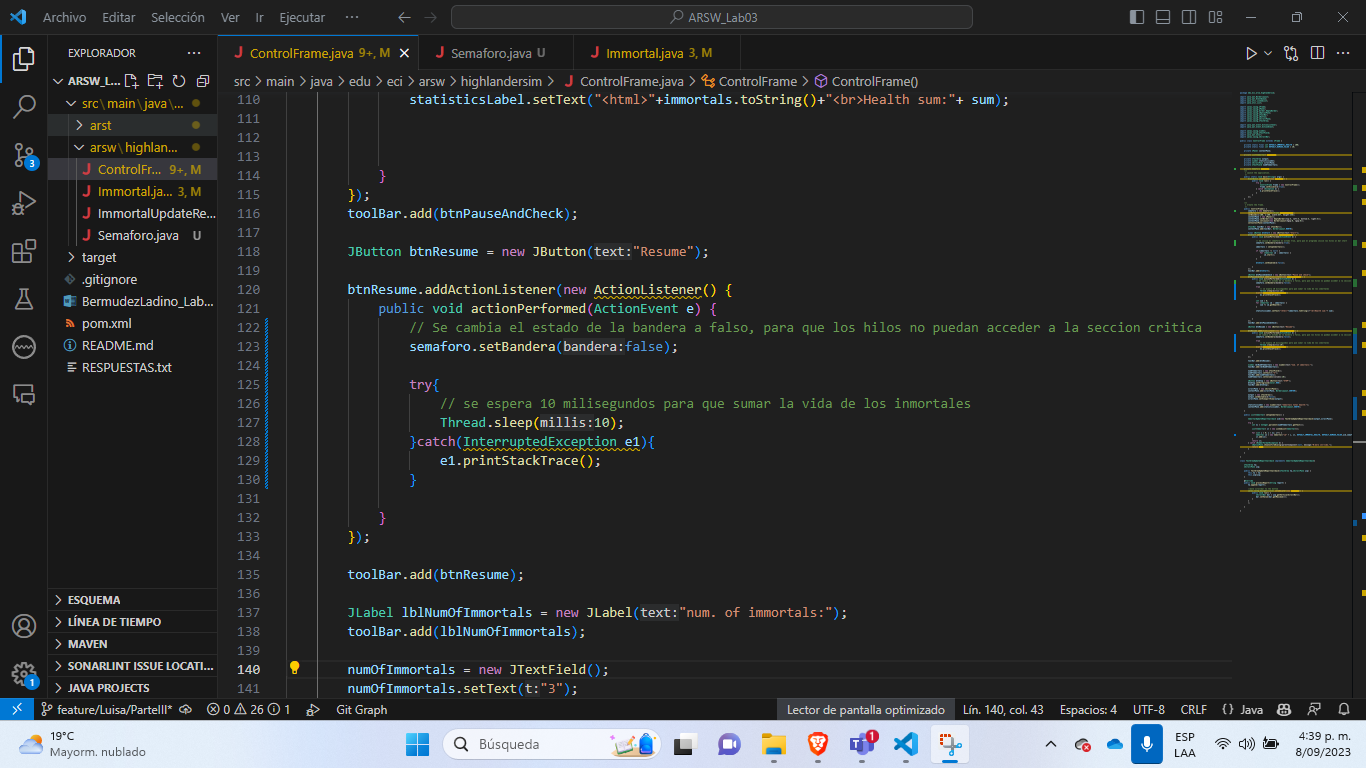 Archivo Editar Selección Ver Ir Ejecutar ··· ARSW_Lab03
EXPLORADOR ···
ARSW_L...
src\main\java\...
arst
arsw\highlan...
ControlFr... 9+, M
Immortal.ja... 3, M
ImmortalUpdateRe...
Semaforo.java U
target
.gitignore
BermudezLadino_Lab...
pom.xml
README.md
RESPUESTAS.txt
ESQUEMA
LÍNEA DE TIEMPO
MAVEN
SONARLINT ISSUE LOCATI...
JAVA PROJECTS
3
1
ControlFrame.java 9+, M Semaforo.java U Immortal.java 3, M
src > main > java > edu > eci > arsw > highlandersim > ControlFrame.java > ControlFrame > ControlFrame()
110 statisticsLabel.setText("<html>"+immortals.toString()+"<br>Health sum:"+ sum);
111
112
113
114 }
115 });
116 toolBar.add(btnPauseAndCheck);
117
118 JButton btnResume = new JButton(text:"Resume");
119
120 btnResume.addActionListener(new ActionListener() {
121 public void actionPerformed(ActionEvent e) {
122 // Se cambia el estado de la bandera a falso, para que los hilos no puedan acceder a la seccion critica
123 semaforo.setBandera(bandera:false);
124
125 try{
126 // se espera 10 milisegundos para que sumar la vida de los inmortales
127 Thread.sleep(millis:10);
128 }catch(InterruptedException e1){
129 e1.printStackTrace();
130 }
131
132 }
133 });
134
135 toolBar.add(btnResume);
136
137 JLabel lblNumOfImmortals = new JLabel(text:"num. of immortals:");
138 toolBar.add(lblNumOfImmortals);
139
140 numOfImmortals = new JTextField();
141 numOfImmortals.setText(t:"3");
feature/Luisa/ParteIII* 0 26 1 Git Graph Lector de pantalla optimizado Lín. 140, col. 43 Espacios: 4 UTF-8 CRLF {} Java
19°C
Mayorm. nublado
Búsqueda
1
ESP
LAA
4:39 p. m.
8/09/2023